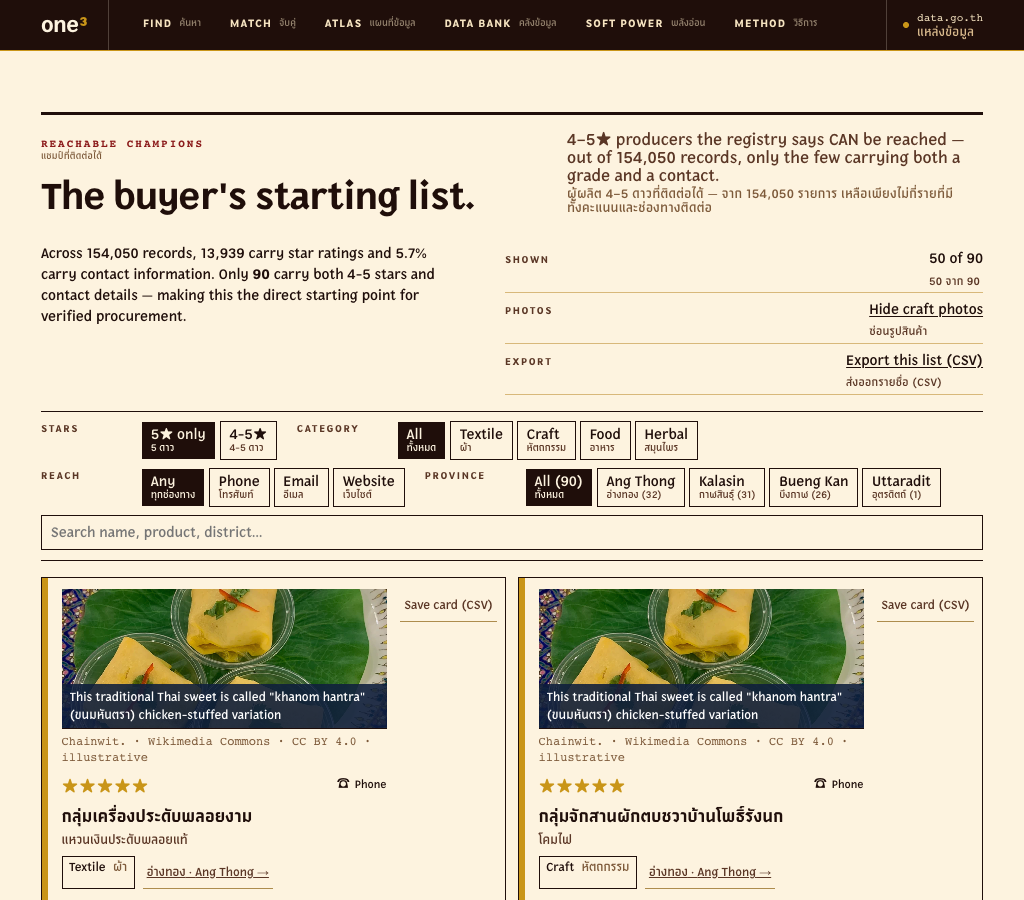 one³
FIND ค้นหา
MATCH จับคู่
ATLAS แผนที่ข้อมูล
DATA BANK คลังข้อมูล
SOFT POWER พลังอ่อน
METHOD วิธีการ
data.go.th
แหล่งข้อมูล
REACHABLE CHAMPIONS
แชมป์ที่ติดต่อได้
The buyer's starting list.
4–5★ producers the registry says CAN be reached —
out of 154,050 records, only the few carrying both a
grade and a contact.
ผู้ผลิต 4–5 ดาวที่ติดต่อได้ — จาก 154,050 รายการ เหลือเพียงไม่กี่รายที่มี
ทั้งคะแนนและช่องทางติดต่อ
Across 154,050 records, 13,939 carry star ratings and 5.7%
carry contact information. Only 90 carry both 4-5 stars and
contact details — making this the direct starting point for
verified procurement.
SHOWN
50 of 90
50 จาก 90
PHOTOS
Hide craft photos
ซ่อนรูปสินค้า
EXPORT
Export this list (CSV)
ส่งออกรายชื่อ (CSV)
STARS
5★ only
5 ดาว
4–5★
4–5 ดาว
CATEGORY
All
ทั้งหมด
Textile
ผ้า
Craft
หัตถกรรม
Food
อาหาร
Herbal
สมุนไพร
REACH
Any
ทุกช่องทาง
Phone
โทรศัพท์
Email
อีเมล
Website
เว็บไซต์
PROVINCE
All (90)
ทั้งหมด
Ang Thong
อ่างทอง (32)
Kalasin
กาฬสินธุ์ (31)
Bueng Kan
บึงกาฬ (26)
Uttaradit
อุตรดิตถ์ (1)
Search name, product, district...
Save card (CSV)
This traditional Thai sweet is called "khanom hantra"
(ขนมหันตรา) chicken-stuffed variation
Chainwit. · Wikimedia Commons · CC BY 4.0 ·
illustrative
★★★★★
☎ Phone
กลุ่มเครื่องประดับพลอยงาม
แหวนเงินประดับพลอยแท้
Textile ผ้า
อ่างทอง · Ang Thong →
Save card (CSV)
This traditional Thai sweet is called "khanom hantra"
(ขนมหันตรา) chicken-stuffed variation
Chainwit. · Wikimedia Commons · CC BY 4.0 ·
illustrative
★★★★★
☎ Phone
กลุ่มจักสานผักตบชวาบ้านโพธิ์รังนก
โคมไฟ
Craft หัตถกรรม
อ่างทอง · Ang Thong →